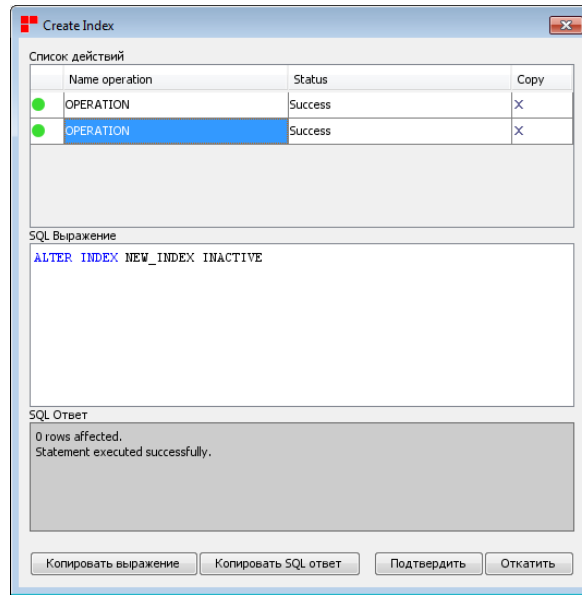 Create Index
Список действий
Name operation Status Copy
OPERATION Success X
OPERATION Success X
SQL Выражение
ALTER INDEX NEW_INDEX INACTIVE
SQL Ответ
0 rows affected.
Statement executed successfully.
Копировать выражение Копировать SQL ответ Подтвердить Откатить